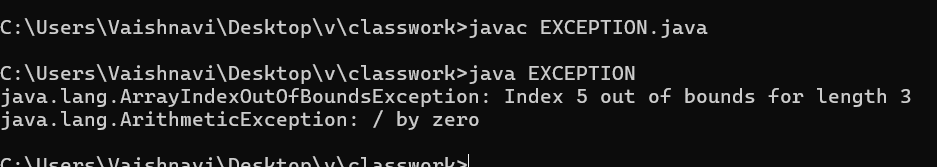 C:\Users\Vaishnavi\Desktop\v\classwork>javac EXCEPTION.java
C:\Users\Vaishnavi\Desktop\v\classwork>java EXCEPTION
java.lang.ArrayIndexOutOfBoundsException: Index 5 out of bounds for length 3
java.lang.ArithmeticException: / by zero
C:\Users\Vaishnavi\Desktop\v\classwork>